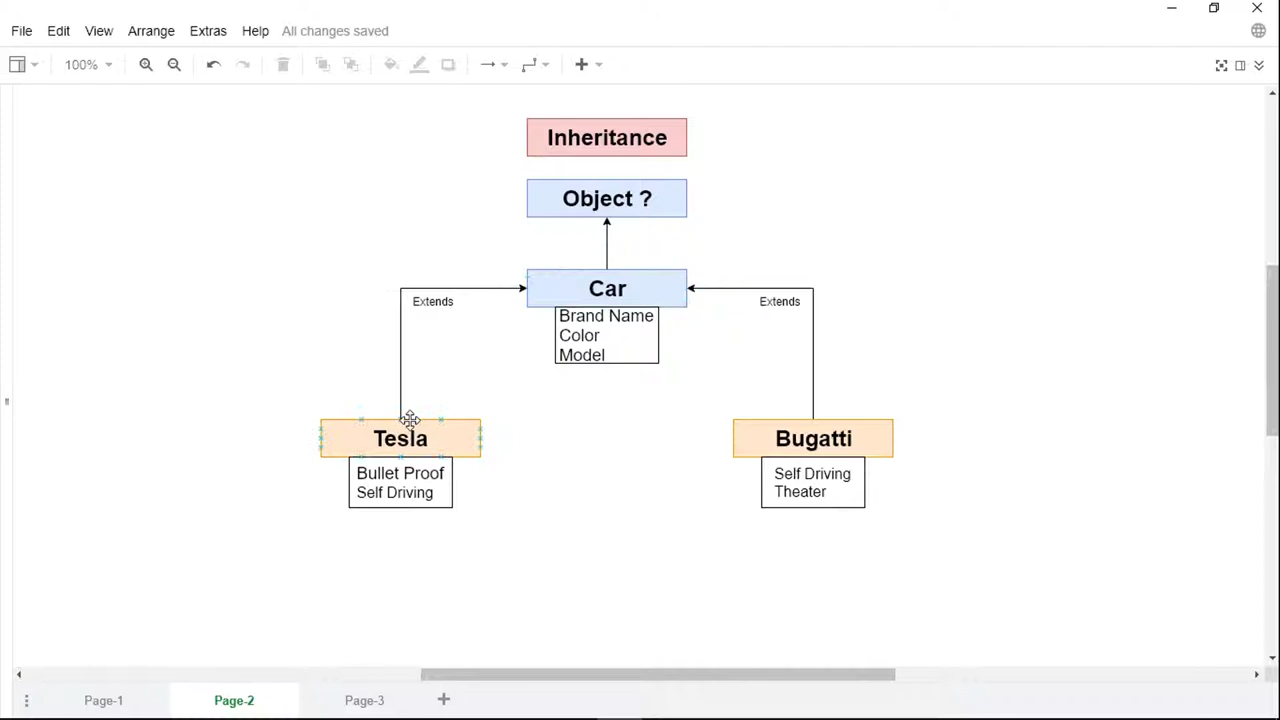 File Edit View Arrange Extras Help All changes saved
100%
Inheritance
Object ?
Car
Extends
Extends
Brand Name
Color
Model
Tesla
Bugatti
Bullet Proof
Self Driving
Self Driving
Theater
Page-1 Page-2 Page-3